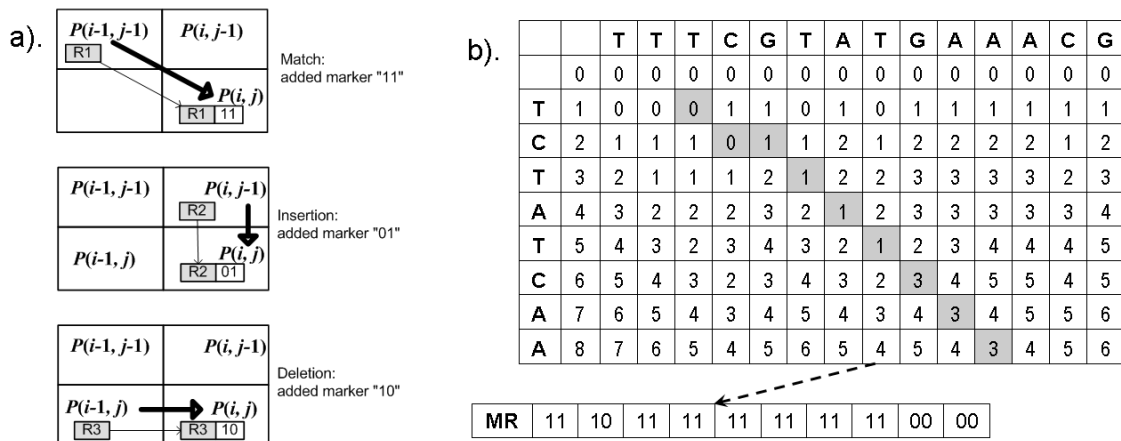 a).
P(i-1, j-1) P(i, j-1)
R1
P(i, j)
R1 11
Match:
added marker "11"
P(i-1, j-1) P(i, j-1)
R2
P(i-1, j) P(i, j)
R2 01
Insertion:
added marker "01"
P(i-1, j-1) P(i, j-1)
P(i-1, j) P(i, j)
R3 R3 10
Deletion:
added marker "10"
b).
T T T C G T A T G A A A C G
0 0 0 0 0 0 0 0 0 0 0 0 0 0 0
T 1 0 0 0 1 1 0 1 0 1 1 1 1 1 1
C 2 1 1 1 0 1 1 2 1 2 2 2 2 1 2
T 3 2 1 1 1 2 1 2 2 3 3 3 3 2 3
A 4 3 2 2 2 3 2 1 2 3 3 3 3 3 4
T 5 4 3 2 3 4 3 2 1 2 3 4 4 4 5
C 6 5 4 3 2 3 4 3 2 3 4 5 5 4 5
A 7 6 5 4 3 4 5 4 3 4 3 4 5 5 6
A 8 7 6 5 4 5 6 5 4 5 4 3 4 5 6
MR 11 10 11 11 11 11 11 11 00 00